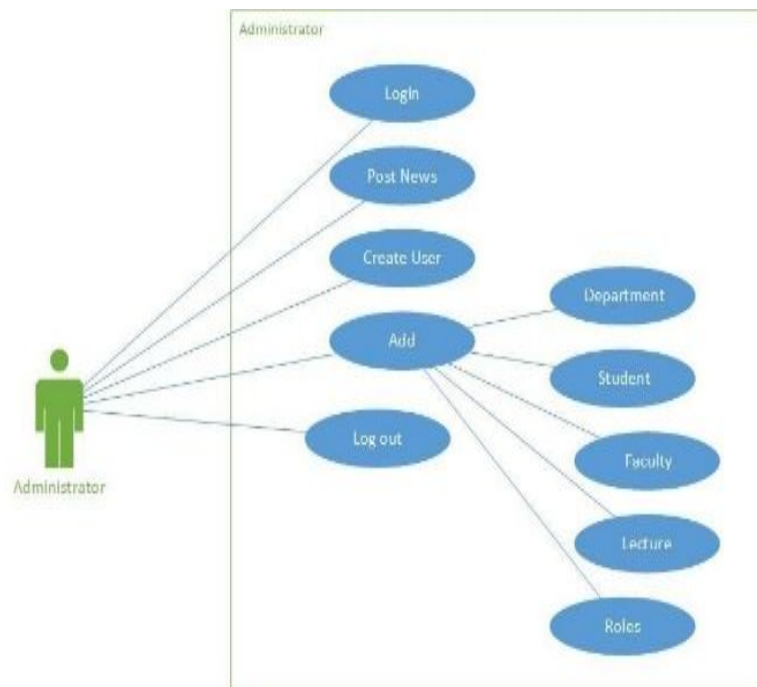 Administrator
Login
Post News
Create User
Add
Log out
Department
Student
Faculty
Lecture
Roles
Administrator